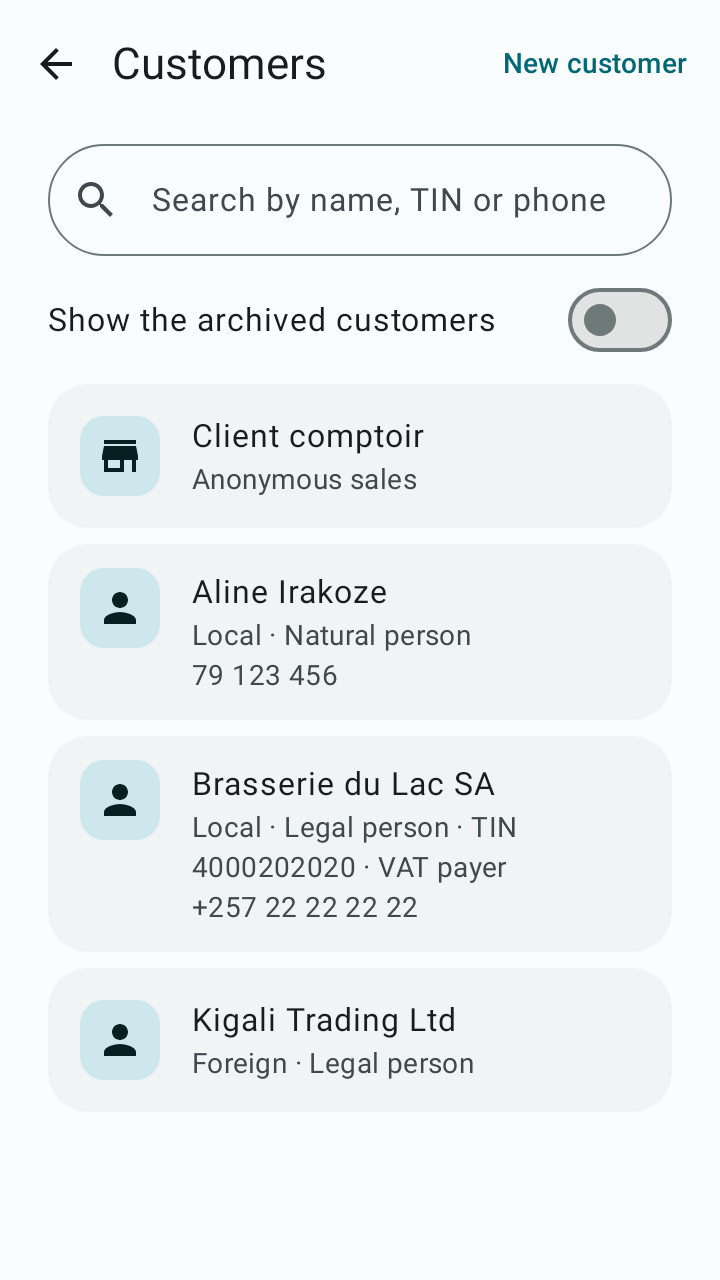 Customers
New customer
Search by name, TIN or phone
Show the archived customers
Client comptoir
Anonymous sales
Aline Irakoze
Local · Natural person
79 123 456
Brasserie du Lac SA
Local · Legal person · TIN
4000202020 · VAT payer
+257 22 22 22 22
Kigali Trading Ltd
Foreign · Legal person